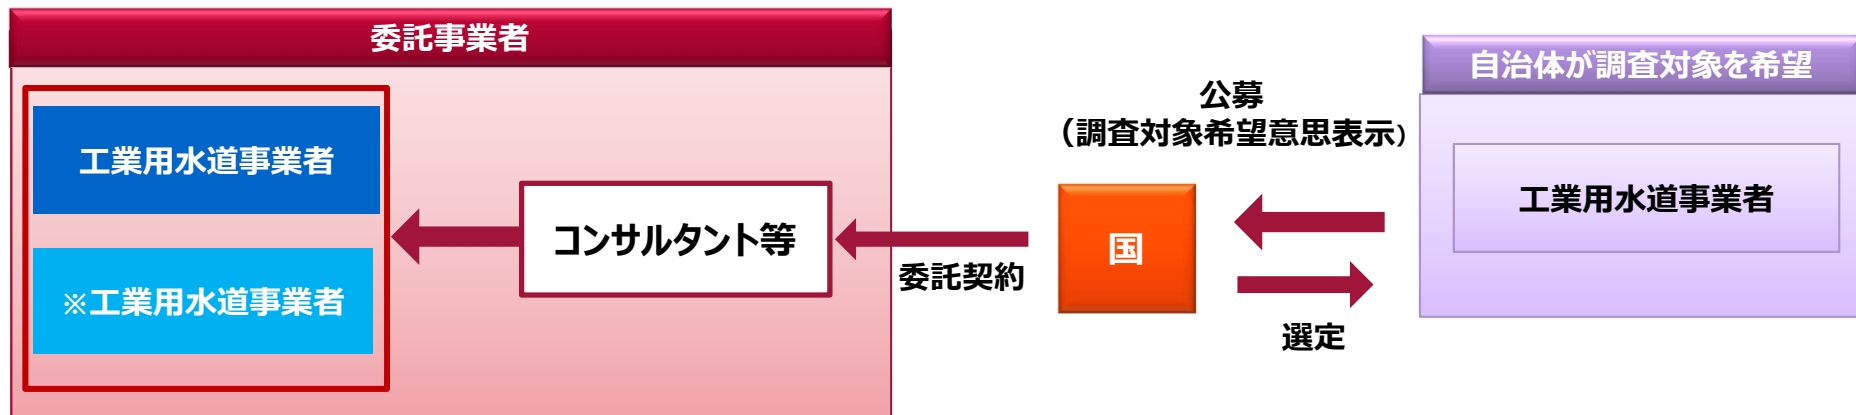 委託事業者
工業用水道事業者
※工業用水道事業者
コンサルタント等
委託契約
国
公募
（調査対象希望意思表示）
選定
自治体が調査対象を希望
工業用水道事業者